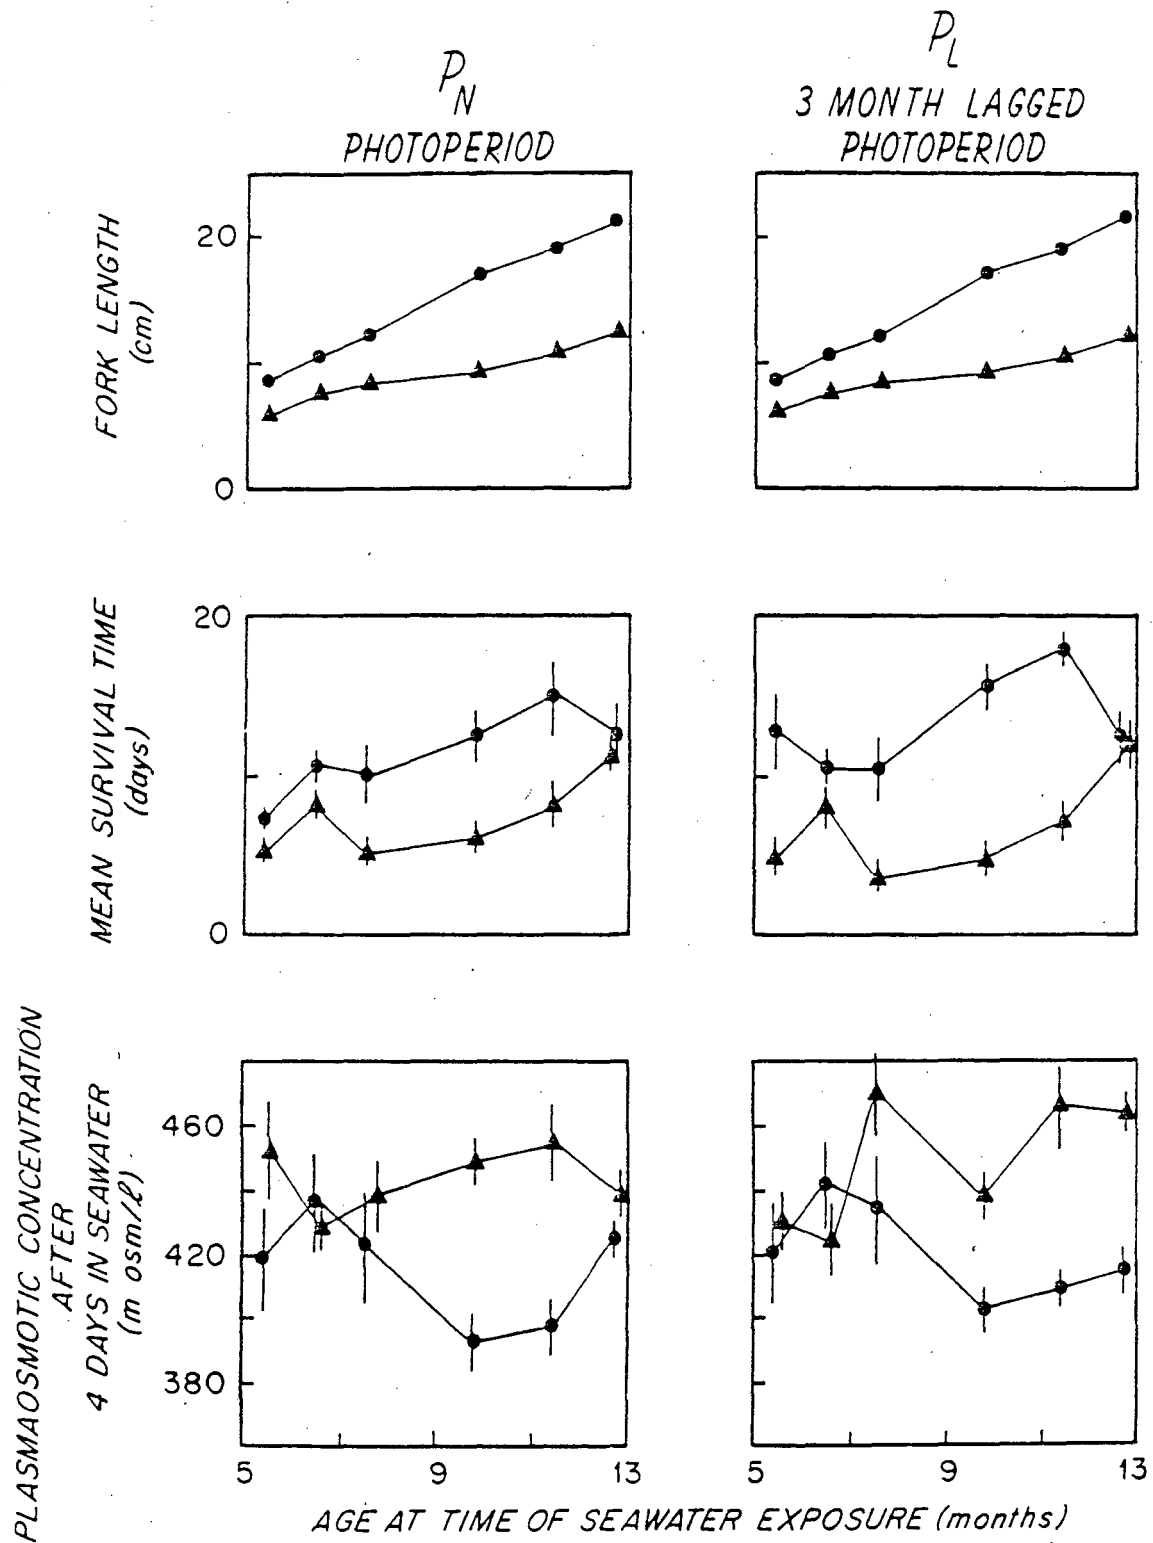 P_N
PHOTOPERIOD
P_L
3 MONTH LAGGED
PHOTOPERIOD
FORK LENGTH
(cm)
20
0
MEAN SURVIVAL TIME
(days)
20
0
PLASMAOSMOTIC CONCENTRATION
AFTER
4 DAYS IN SEAWATER
(m osm/ℓ)
460
420
380
5 9 13
5 9 13
AGE AT TIME OF SEAWATER EXPOSURE (months)